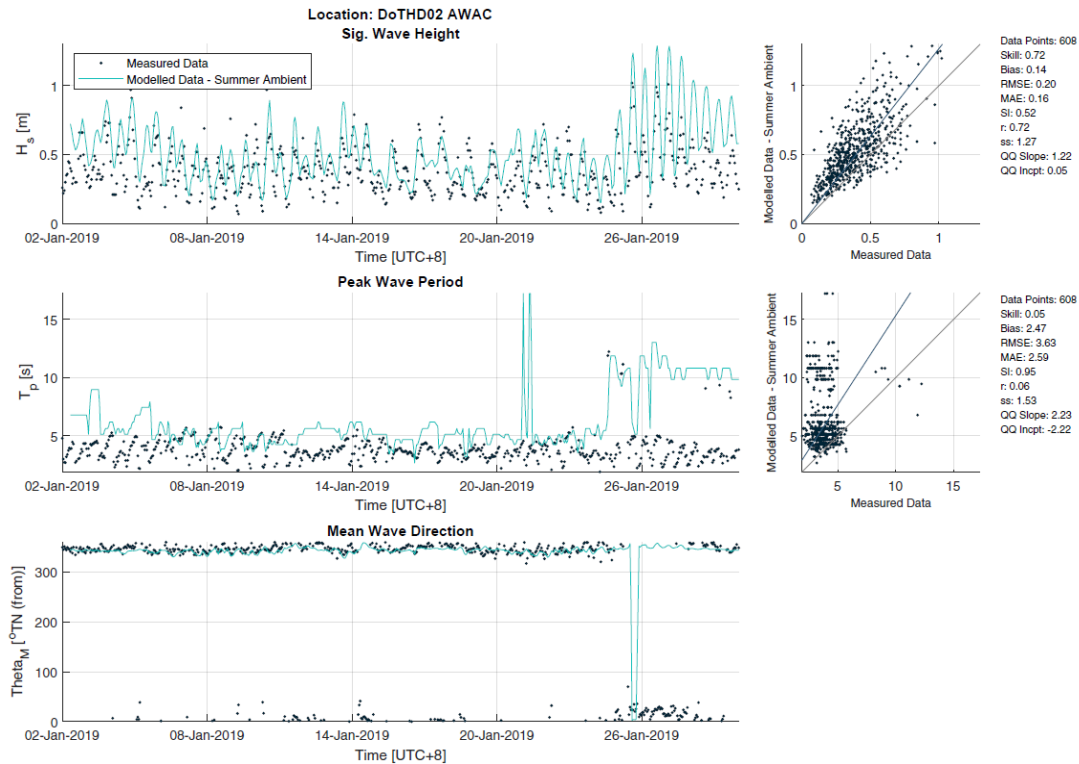 Location: DoTHD02 AWAC
Sig. Wave Height
Measured Data
Modelled Data - Summer Ambient
H_s [m]
1
0.5
0
02-Jan-2019 08-Jan-2019 14-Jan-2019 20-Jan-2019 26-Jan-2019
Time [UTC+8]
Modelled Data - Summer Ambient
1
0.5
0
0 0.5 1
Measured Data
Data Points: 608
Skill: 0.72
Bias: 0.14
RMSE: 0.20
MAE: 0.16
SI: 0.52
r: 0.72
ss: 1.27
QQ Slope: 1.22
QQ Incpt: 0.05
Peak Wave Period
T_p [s]
15
10
5
02-Jan-2019 08-Jan-2019 14-Jan-2019 20-Jan-2019 26-Jan-2019
Time [UTC+8]
Modelled Data - Summer Ambient
15
10
5
5 10 15
Measured Data
Data Points: 608
Skill: 0.05
Bias: 2.47
RMSE: 3.63
MAE: 2.59
SI: 0.95
r: 0.06
ss: 1.53
QQ Slope: 2.23
QQ Incpt: -2.22
Mean Wave Direction
Theta_M [°TN (from)]
300
200
100
0
02-Jan-2019 08-Jan-2019 14-Jan-2019 20-Jan-2019 26-Jan-2019
Time [UTC+8]